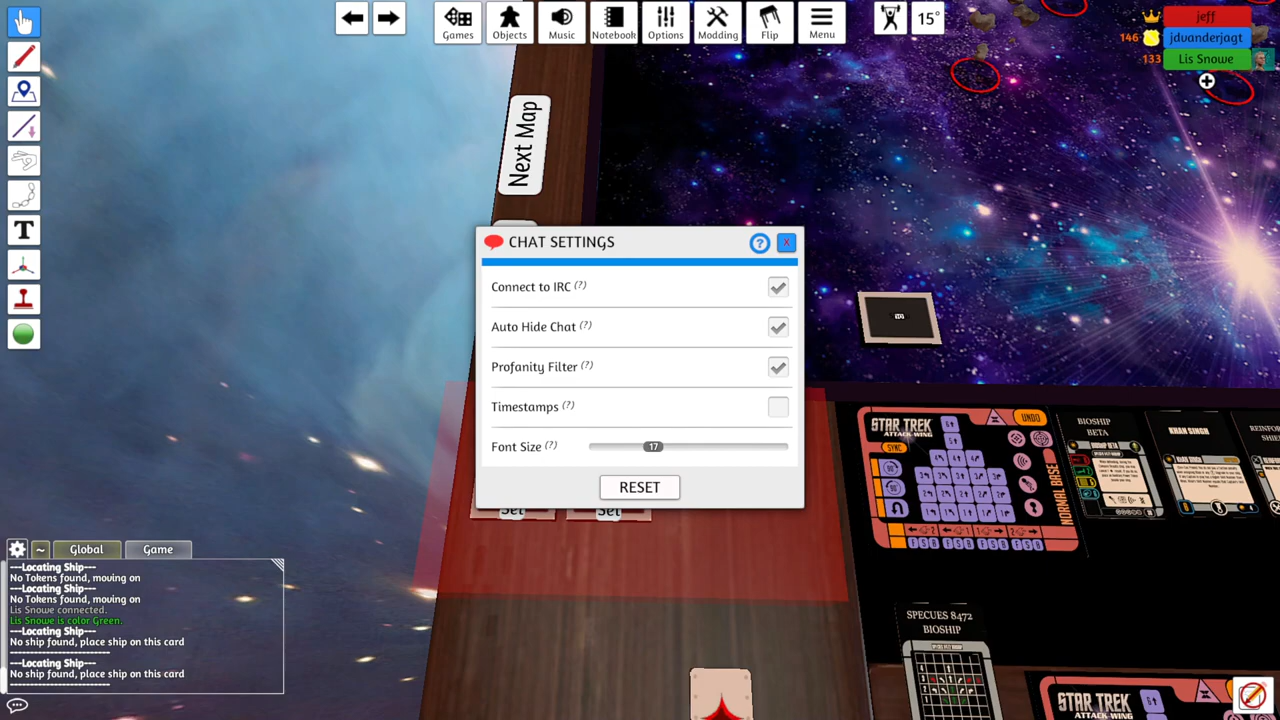 Games
Objects
Music
Notebook
Options
Modding
Flip
Menu
15°
jeff
146
jdvanderjagt
133
Lis Snowe
Next Map
CHAT SETTINGS
?
X
Connect to IRC (?)
Auto Hide Chat (?)
Profanity Filter (?)
Timestamps (?)
Font Size (?)
17
RESET
Set
Set
T
~
Global
Game
---Locating Ship---
No Tokens found, moving on
---Locating Ship---
No Tokens found, moving on
Lis Snowe connected.
Lis Snowe is color Green.
---Locating Ship---
No ship found, place ship on this card
------------------------
---Locating Ship---
No ship found, place ship on this card
------------------------
STAR TREK
ATTACK WING
UNDO
SYNC
NORMAL BASE
BIOSHIP
BETA
KHAN SINGH
SPECUES 8472
BIOSHIP
STAR TREK
ATTACK WING